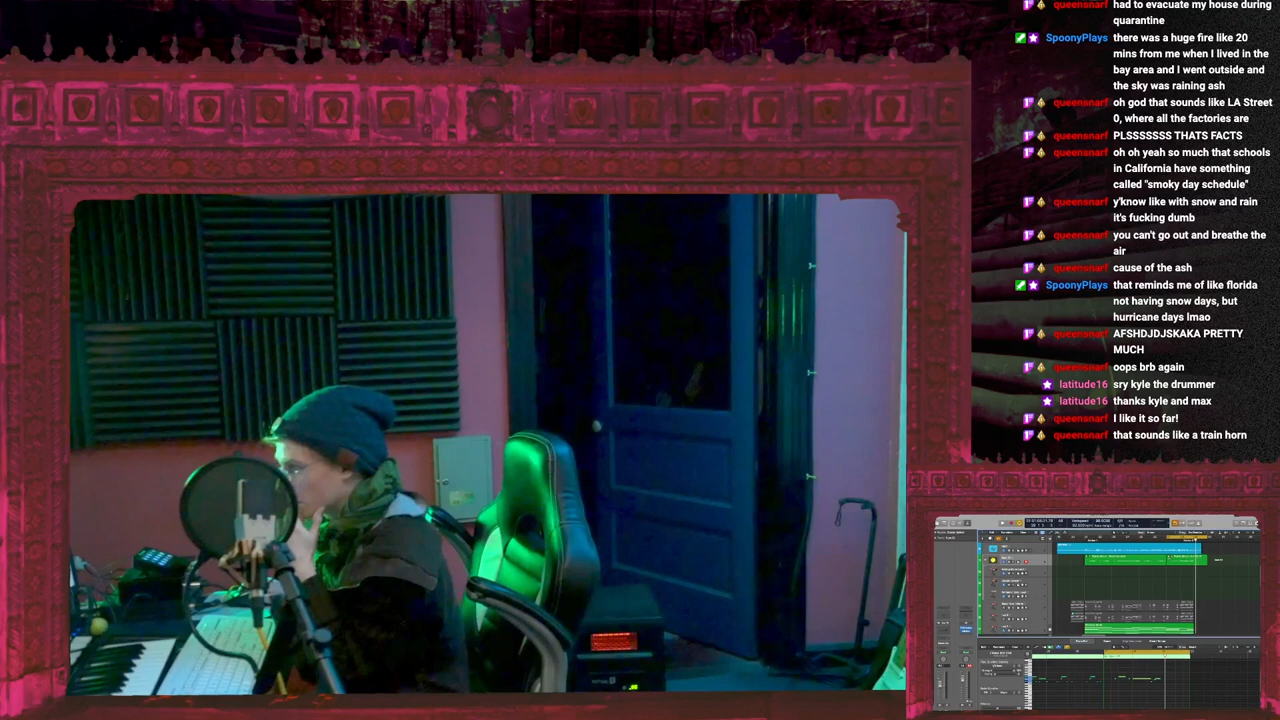 queensnarf had to evacuate my house during
quarantine
SpoonyPlays there was a huge fire like 20
mins from me when I lived in the
bay area and I went outside and
the sky was raining ash
queensnarf oh god that sounds like LA Street
0, where all the factories are
queensnarf PLSSSSSSS THATS FACTS
queensnarf oh oh yeah so much that schools
in California have something
called "smoky day schedule"
queensnarf y'know like with snow and rain
it's fucking dumb
queensnarf you can't go out and breathe the
air
queensnarf cause of the ash
SpoonyPlays that reminds me of like florida
not having snow days, but
hurricane days lmao
queensnarf AFSHDJDJSKAKA PRETTY
MUCH
queensnarf oops brb again
latitude16 sry kyle the drummer
latitude16 thanks kyle and max
queensnarf I like it so far!
queensnarf that sounds like a train horn